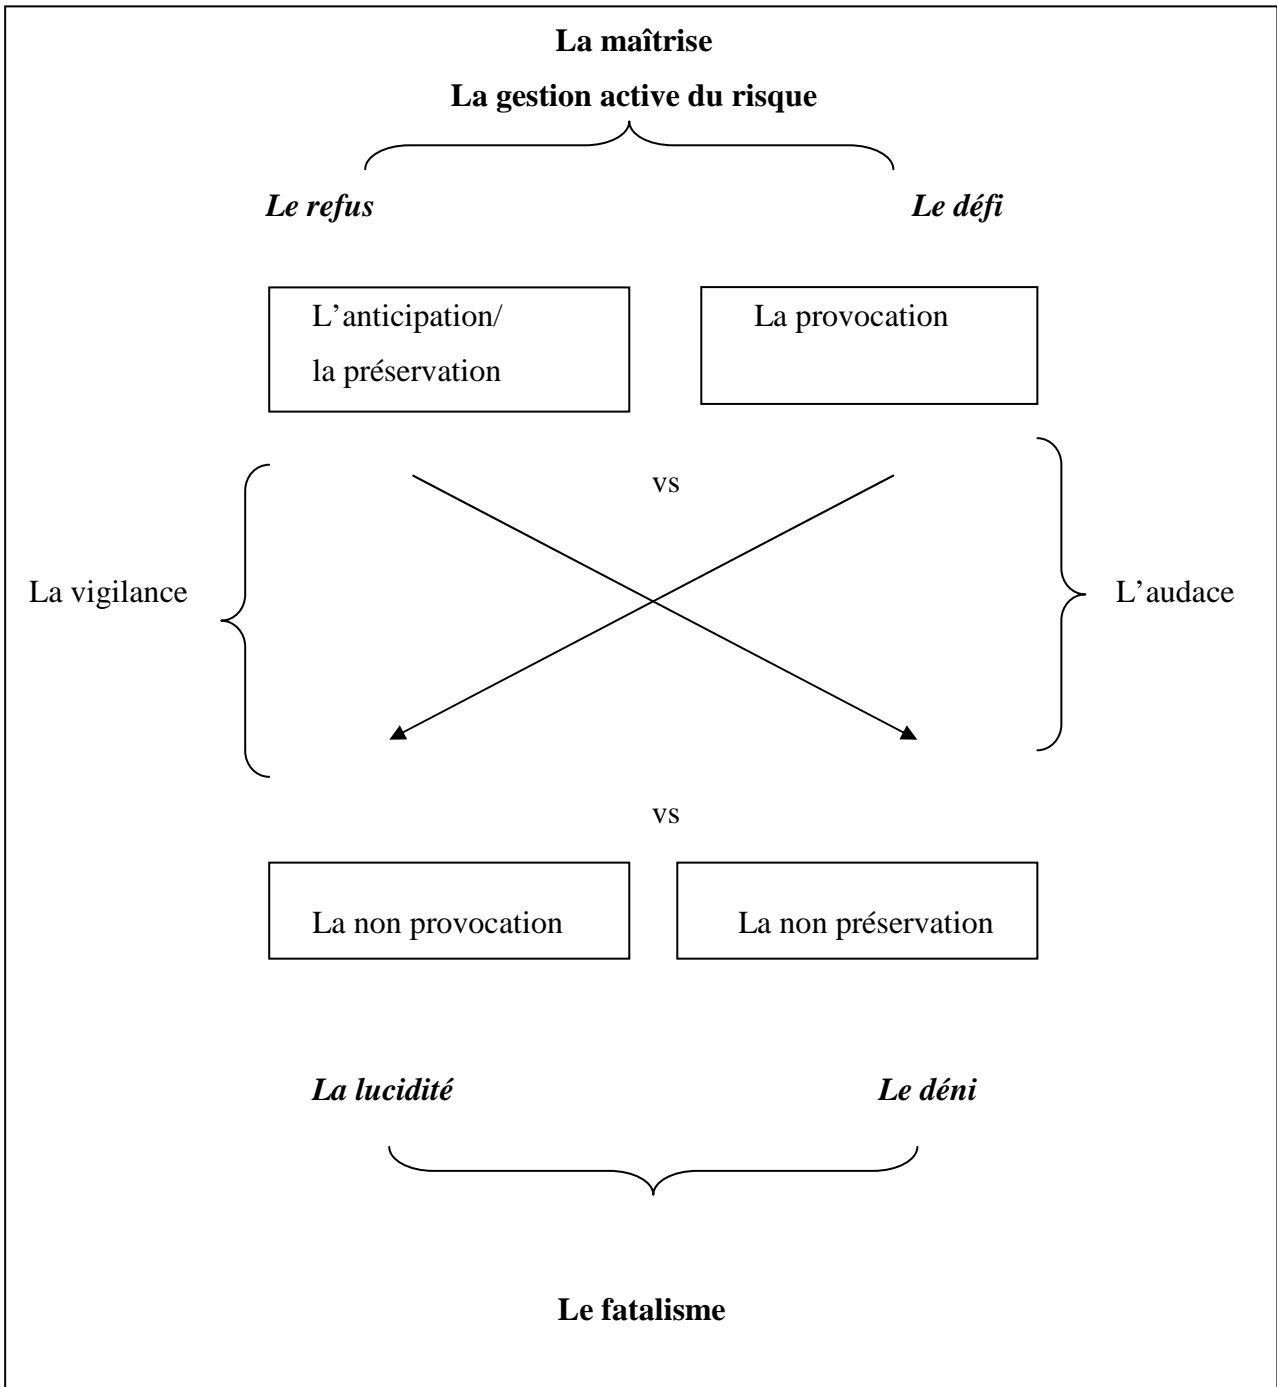 La maîtrise
La gestion active du risque
Le refus
Le défi
L’anticipation/
la préservation
La provocation
vs
La vigilance
L’audace
vs
La non provocation
La non préservation
La lucidité
Le déni
Le fatalisme